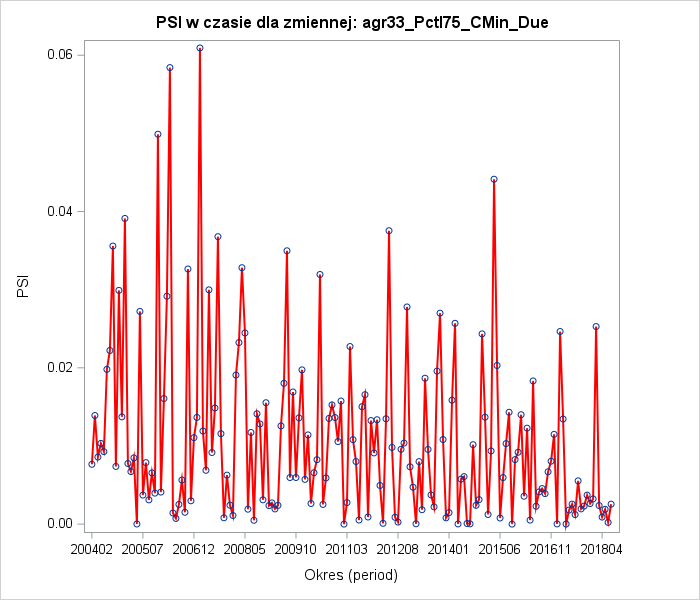 PSI w czasie dla zmiennej: agr33_Pctl75_CMin_Due
0.06
0.04
PSI
0.02
0.00
200402 200507 200612 200805 200910 201103 201208 201401 201506 201611 201804
Okres (period)